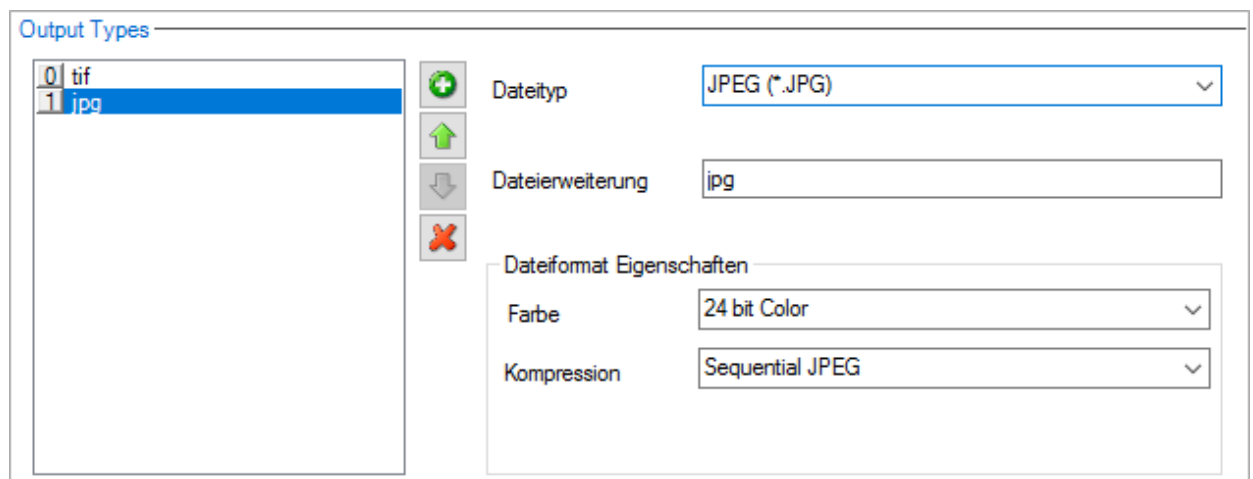 Output Types
0 tif
1 jpg
Dateityp
JPEG (*.JPG)
Dateierweiterung
jpg
Dateiformat Eigenschaften
Farbe
24 bit Color
Kompression
Sequential JPEG